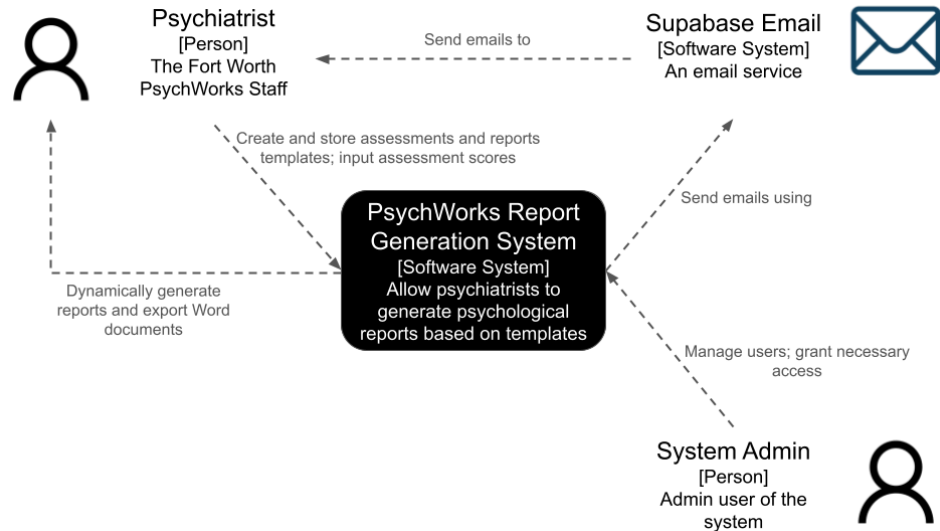 Psychiatrist
[Person]
The Fort Worth
PsychWorks Staff
Send emails to
Supabase Email
[Software System]
An email service
Create and store assessments and reports
templates; input assessment scores
PsychWorks Report
Generation System
[Software System]
Allow psychiatrists to
generate psychological
reports based on templates
Send emails using
Dynamically generate
reports and export Word
documents
Manage users; grant necessary
access
System Admin
[Person]
Admin user of the
system